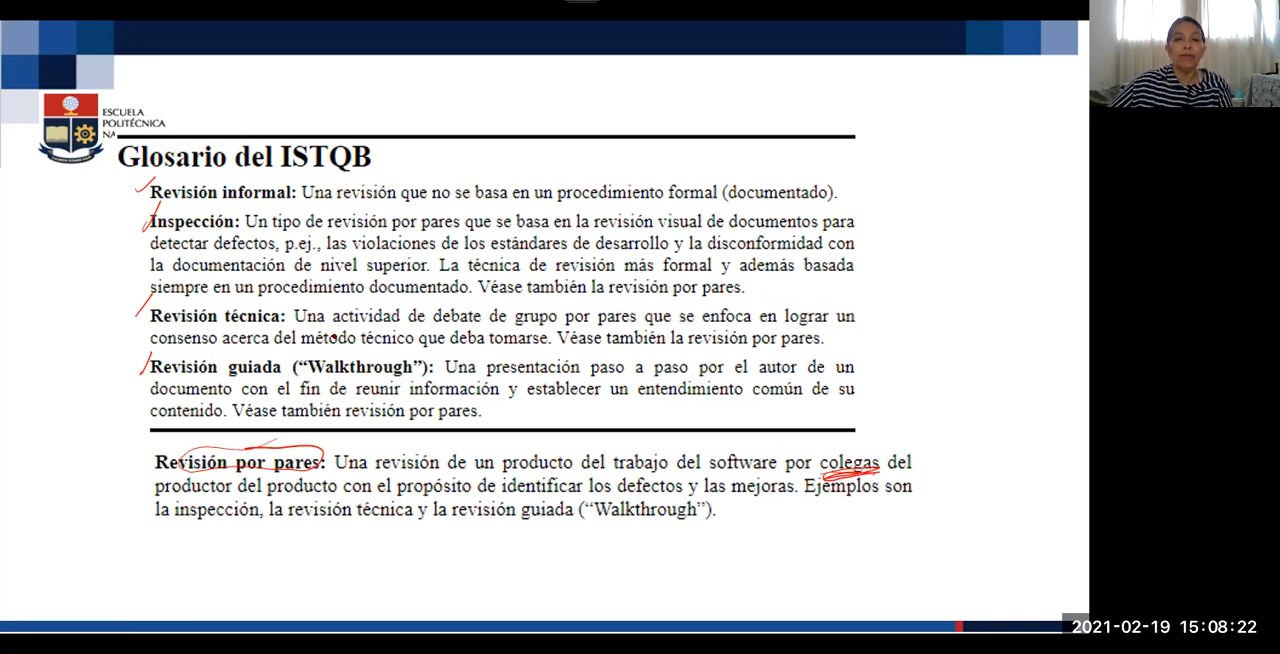 ESCUELA
POLITÉCNICA
NA
Glosario del ISTQB
Revisión informal: Una revisión que no se basa en un procedimiento formal (documentado).
Inspección: Un tipo de revisión por pares que se basa en la revisión visual de documentos para
detectar defectos, p.ej., las violaciones de los estándares de desarrollo y la disconformidad con
la documentación de nivel superior. La técnica de revisión más formal y además basada
siempre en un procedimiento documentado. Véase también la revisión por pares.
Revisión técnica: Una actividad de debate de grupo por pares que se enfoca en lograr un
consenso acerca del método técnico que deba tomarse. Véase también la revisión por pares.
Revisión guiada (“Walkthrough”): Una presentación paso a paso por el autor de un
documento con el fin de reunir información y establecer un entendimiento común de su
contenido. Véase también revisión por pares.
Revisión por pares: Una revisión de un producto del trabajo del software por colegas del
productor del producto con el propósito de identificar los defectos y las mejoras. Ejemplos son
la inspección, la revisión técnica y la revisión guiada (“Walkthrough”).
2021-02-19 15:08:22